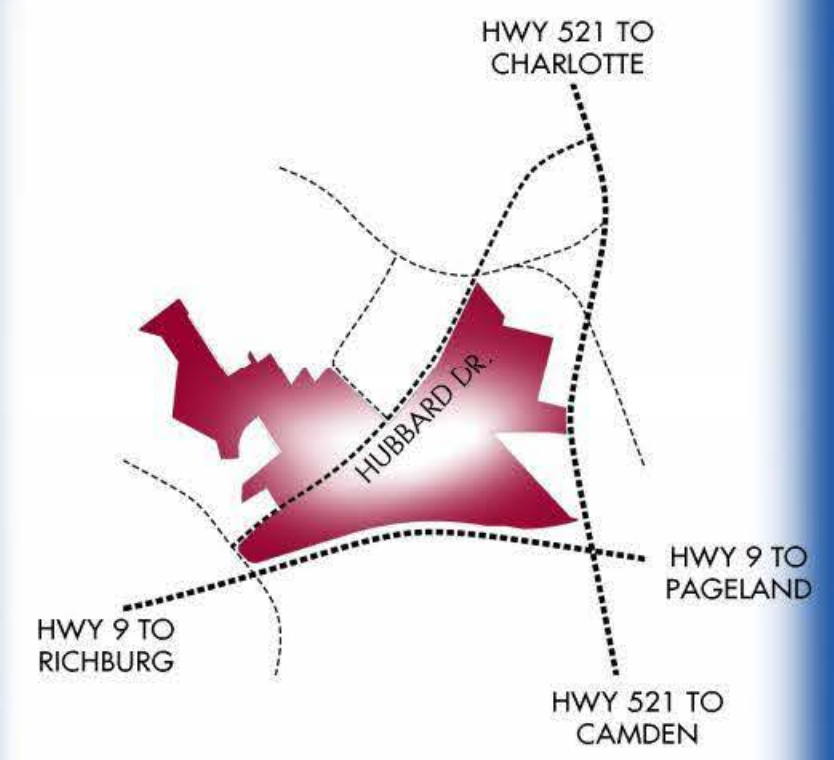 HWY 521 TO
CHARLOTTE
HUBBARD DR.
HWY 9 TO
PAGELAND
HWY 9 TO
RICHBURG
HWY 521 TO
CAMDEN